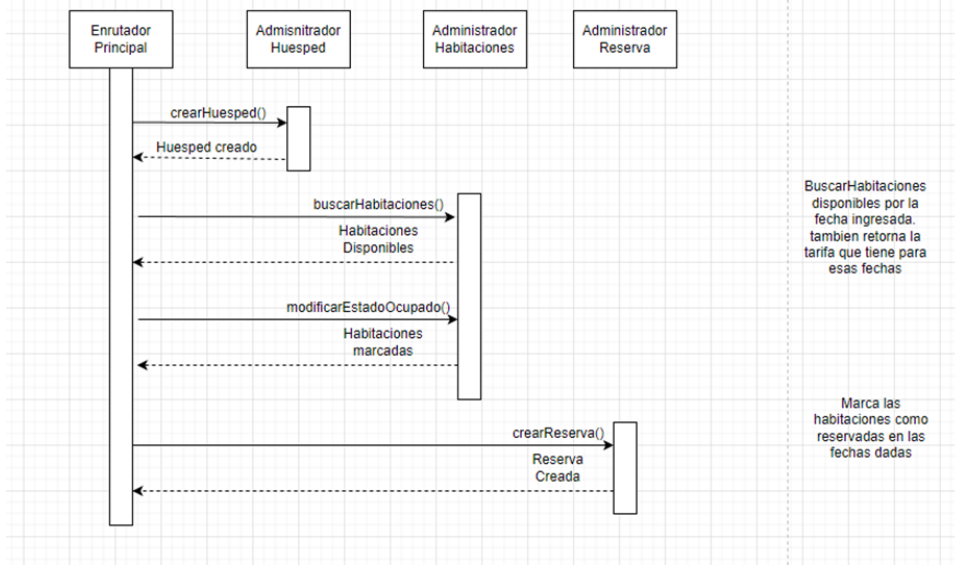 Enrutador
Principal
Admisnitrador
Huesped
Administrador
Habitaciones
Administrador
Reserva
crearHuesped()
Huesped creado
buscarHabitaciones()
Habitaciones
Disponibles
modificarEstadoOcupado()
Habitaciones
marcadas
crearReserva()
Reserva
Creada
BuscarHabitaciones
disponibles por la
fecha ingresada.
tambien retorna la
tarifa que tiene para
esas fechas
Marca las
habitaciones como
reservadas en las
fechas dadas